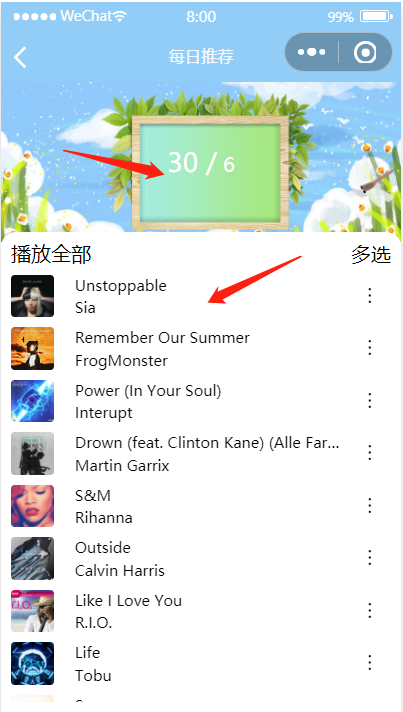 WeChat 8:00 99%
每日推荐
30 / 6
播放全部 多选
Unstoppable
Sia
Remember Our Summer
FrogMonster
Power (In Your Soul)
Interupt
Drown (feat. Clinton Kane) (Alle Far...
Martin Garrix
S&M
Rihanna
Outside
Calvin Harris
Like I Love You
R.I.O.
Life
Tobu